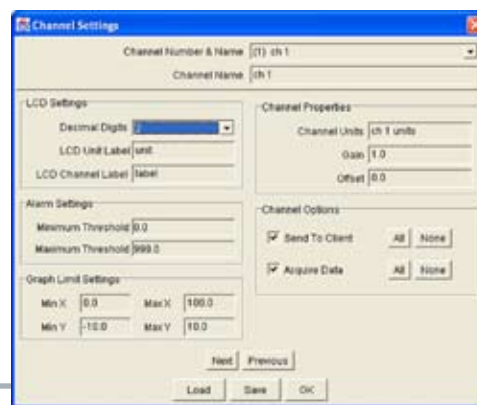 Channel Settings
Channel Number & Name (1) ch 1
Channel Name ch 1
LCD Settings
Decimal Digits 2
LCD Unit Label unit
LCD Channel Label label
Alarm Settings
Minimum Threshold 0.0
Maximum Threshold 999.0
Graph Limit Settings
Min X 0.0 Max X 100.0
Min Y -10.0 Max Y 10.0
Channel Properties
Channel Units ch 1 units
Gain 1.0
Offset 0.0
Channel Options
Send To Client All None
Acquire Data All None
Next Previous
Load Save OK